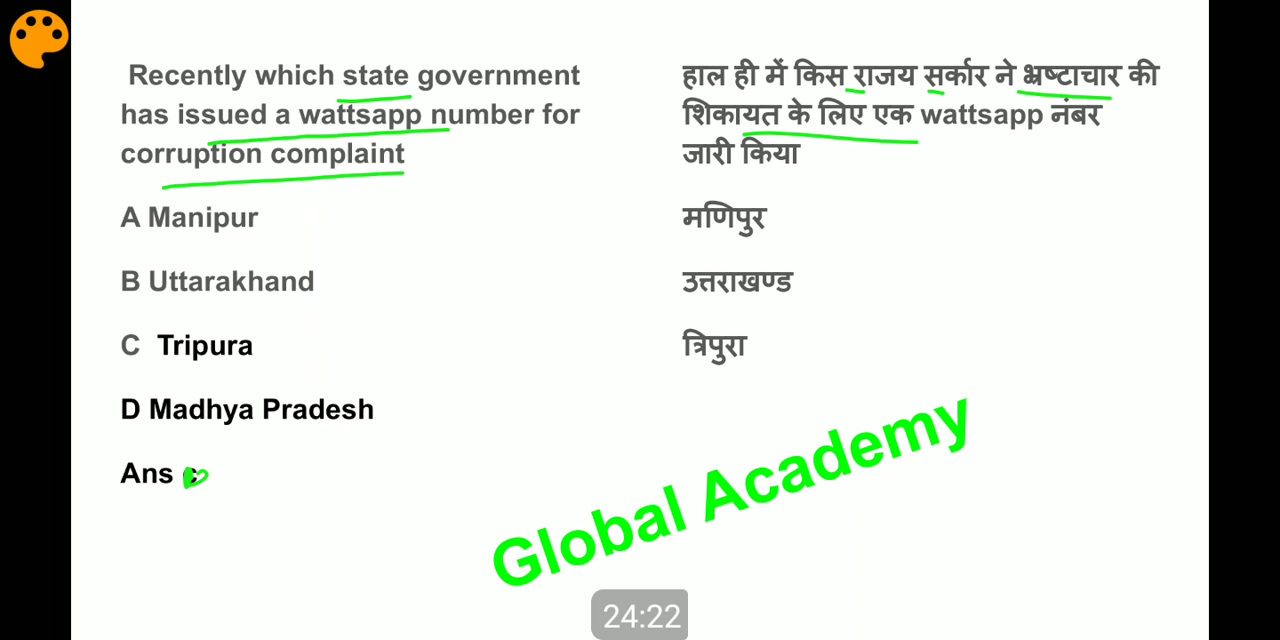 Recently which state government
has issued a wattsapp number for
corruption complaint
A Manipur
B Uttarakhand
C Tripura
D Madhya Pradesh
Ans
हाल ही में किस राजय सर्कार ने भ्रष्टाचार की
शिकायत के लिए एक wattsapp नंबर
जारी किया
मणिपुर
उत्तराखण्ड
त्रिपुरा
Global Academy
24:22